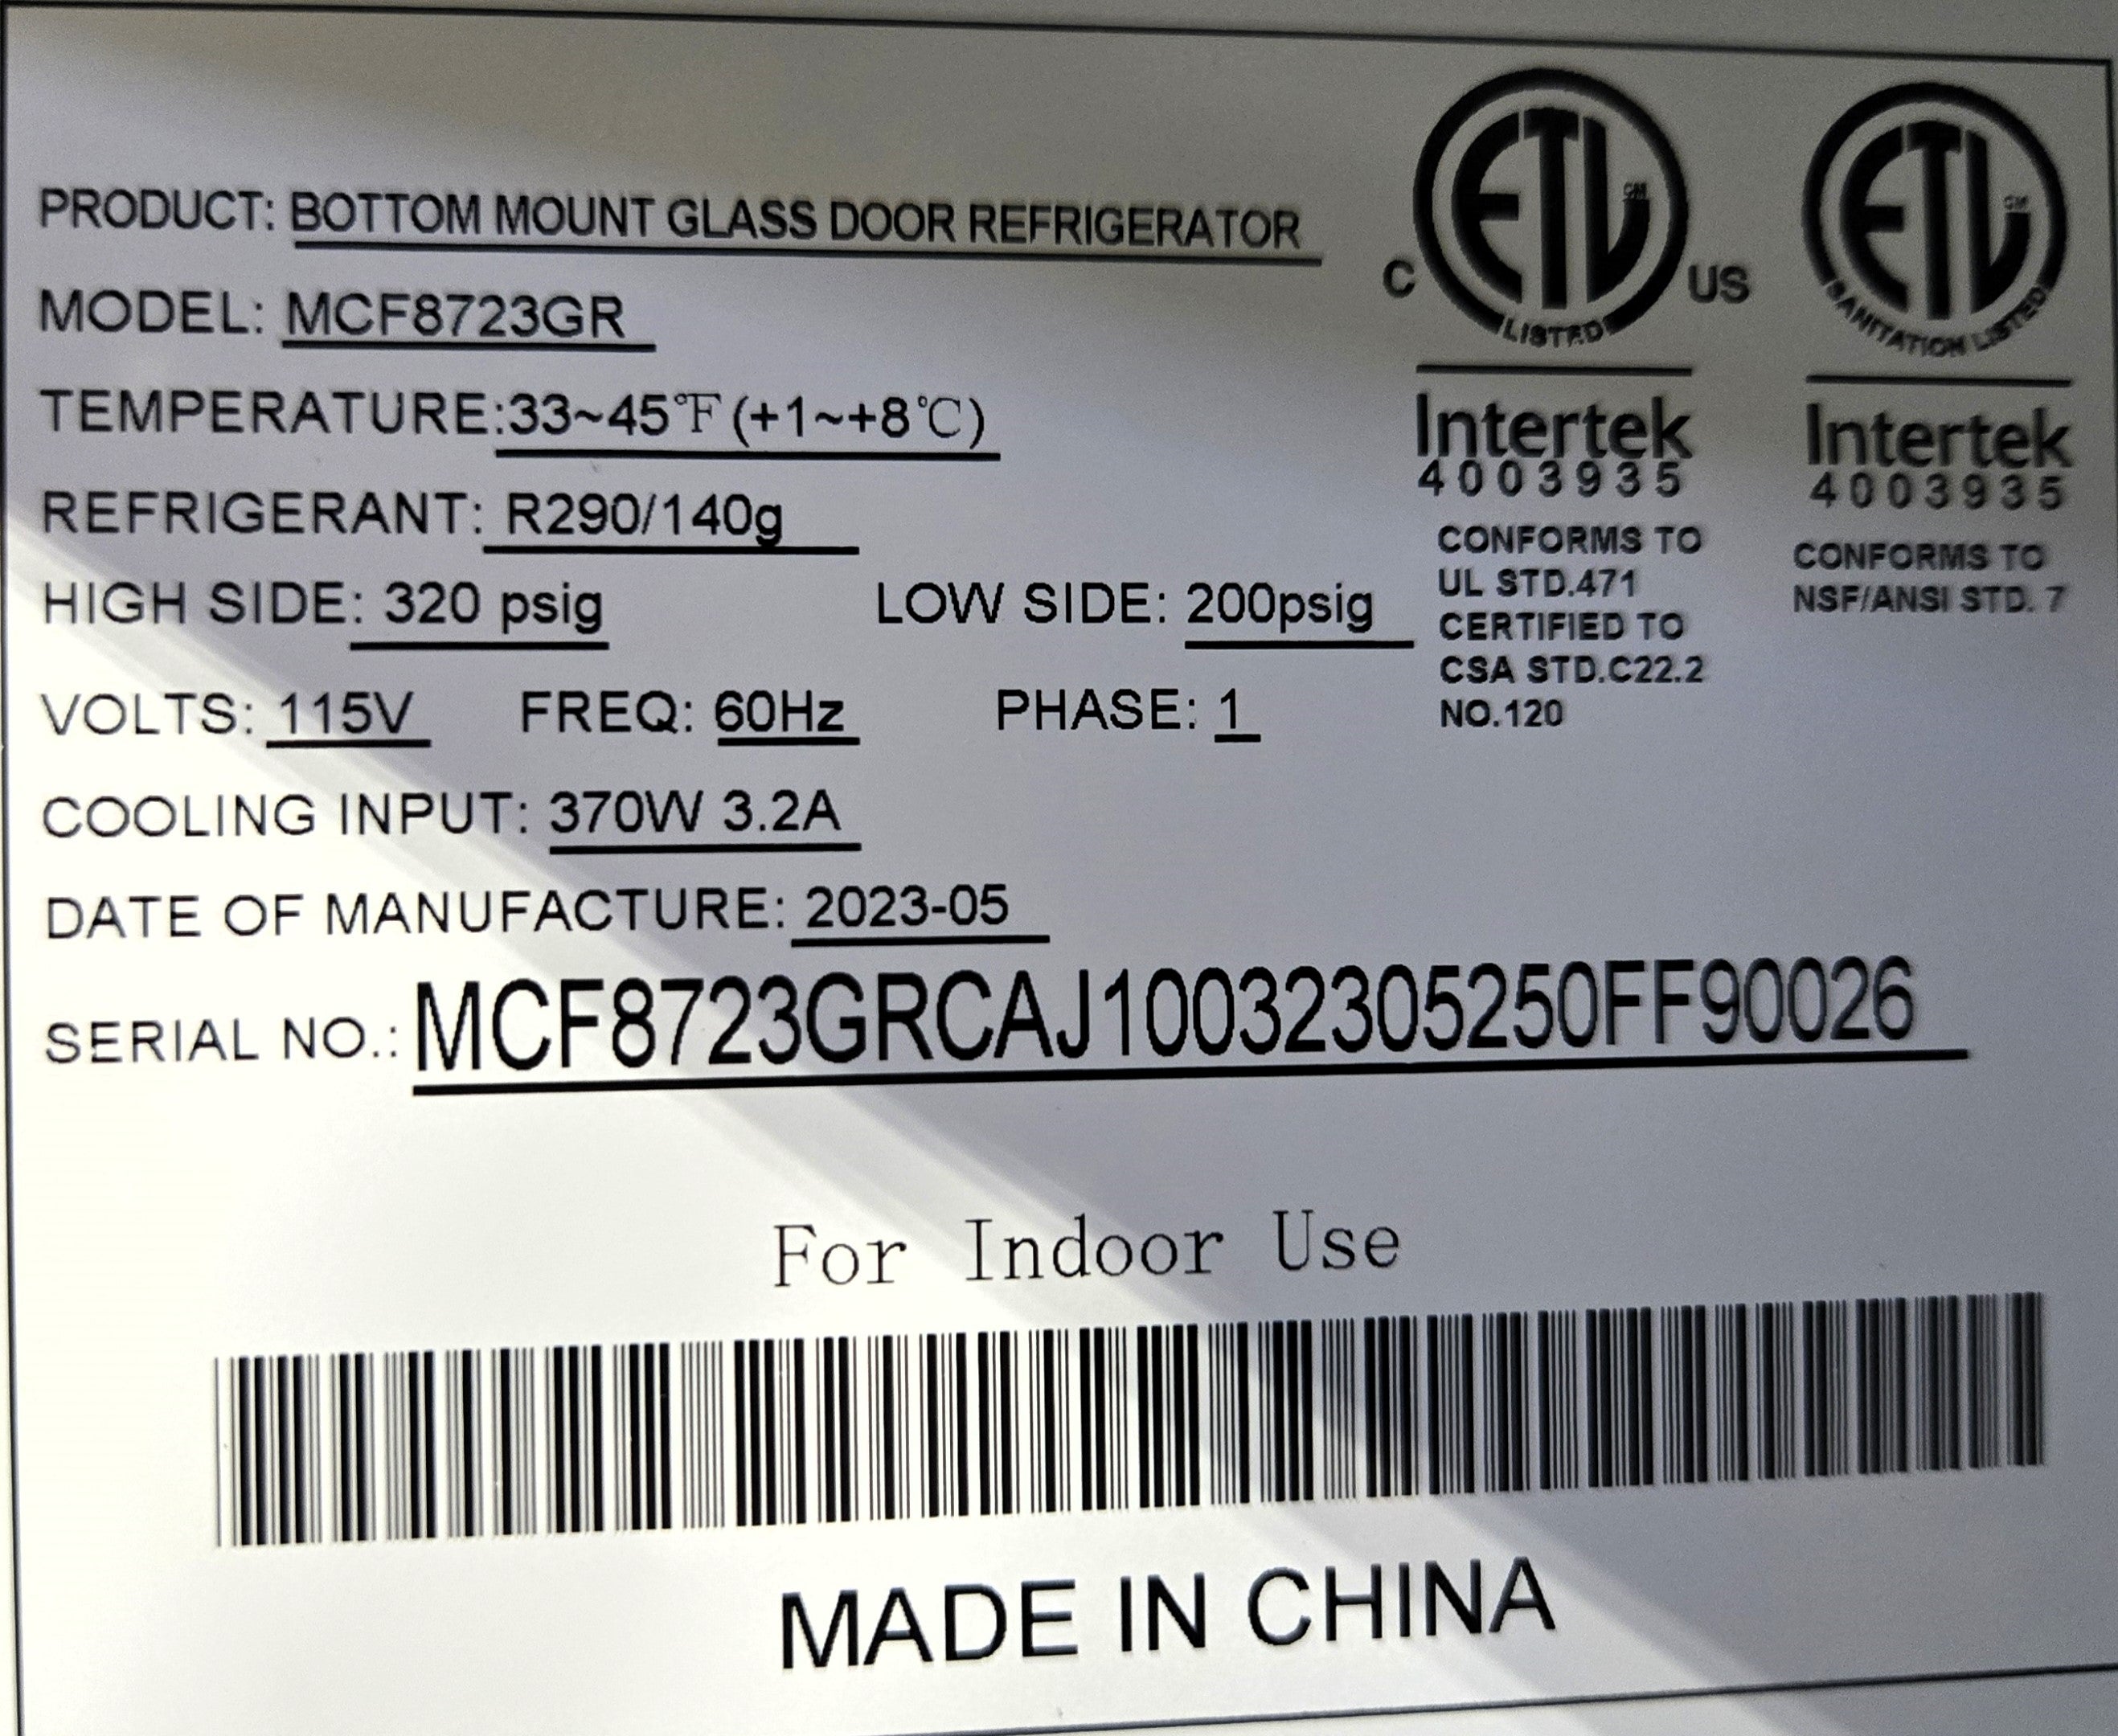 PRODUCT: BOTTOM MOUNT GLASS DOOR REFRIGERATOR
MODEL: MCF8723GR
TEMPERATURE:33~45℉(+1~+8℃)
REFRIGERANT: R290/140g
HIGH SIDE: 320 psig LOW SIDE: 200psig
VOLTS: 115V FREQ: 60Hz PHASE: 1
COOLING INPUT: 370W 3.2A
DATE OF MANUFACTURE: 2023-05
SERIAL NO.: MCF8723GRCAJ10032305250FF90026
C ETL US
LISTED
Intertek
4003935
CONFORMS TO
UL STD.471
CERTIFIED TO
CSA STD.C22.2
NO.120
ETL
SANITATION LISTED
Intertek
4003935
CONFORMS TO
NSF/ANSI STD. 7
For Indoor Use
MADE IN CHINA